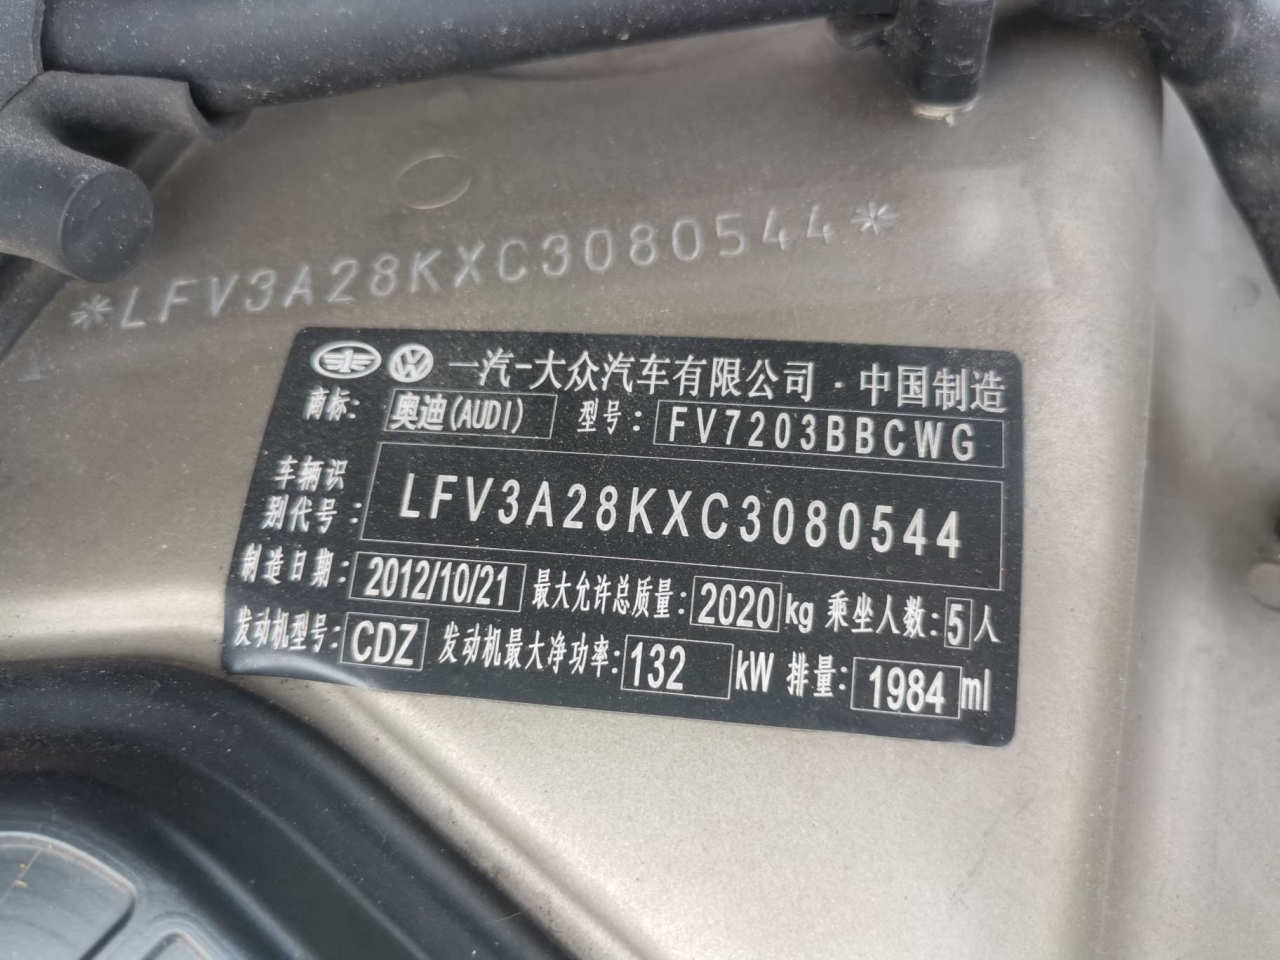 *LFV3A28KXC3080544*
一汽-大众汽车有限公司·中国制造
商标: 奥迪(AUDI) 型号: FV7203BBCWG
车辆识
别代号: LFV3A28KXC3080544
制造日期: 2012/10/21 最大允许总质量: 2020 kg 乘坐人数: 5 人
发动机型号: CDZ 发动机最大净功率: 132 kW 排量: 1984 ml